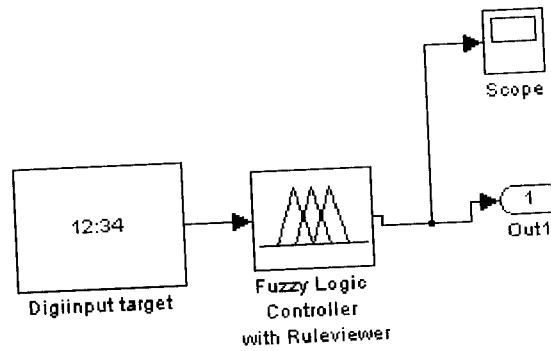 Scope
12:34
1
Out1
Digiinput target
Fuzzy Logic
Controller
with Ruleviewer